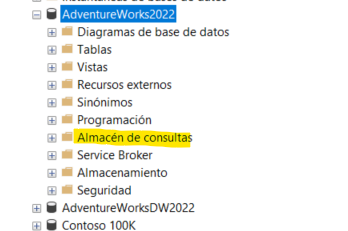 AdventureWorks2022
Diagramas de base de datos
Tablas
Vistas
Recursos externos
Sinónimos
Programación
Almacén de consultas
Service Broker
Almacenamiento
Seguridad
AdventureWorksDW2022
Contoso 100K